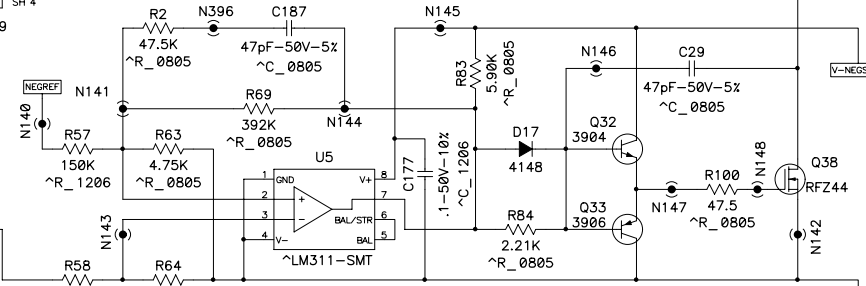 SH 4
9
R2
N396
C187
N145
47.5K
^R_0805
47pF-50V-5%
^C_0805
R83
5.90K
^R_0805
N146
C29
47pF-50V-5%
^C_0805
V-NEGS
NEGREF
N140
N141
R69
392K
^R_0805
N144
R57
150K
^R_1206
R63
4.75K
^R_0805
U5
1
GND
V+
8
2
+
7
3
-
BAL/STR
6
4
V-
BAL
5
^LM311-SMT
C177
.1-50V-10%
^C_1206
D17
4148
Q32
3904
R84
2.21K
^R_0805
Q33
3906
N147
R100
47.5
^R_0805
N148
Q38
RFZ44
N142
N143
R58
R64